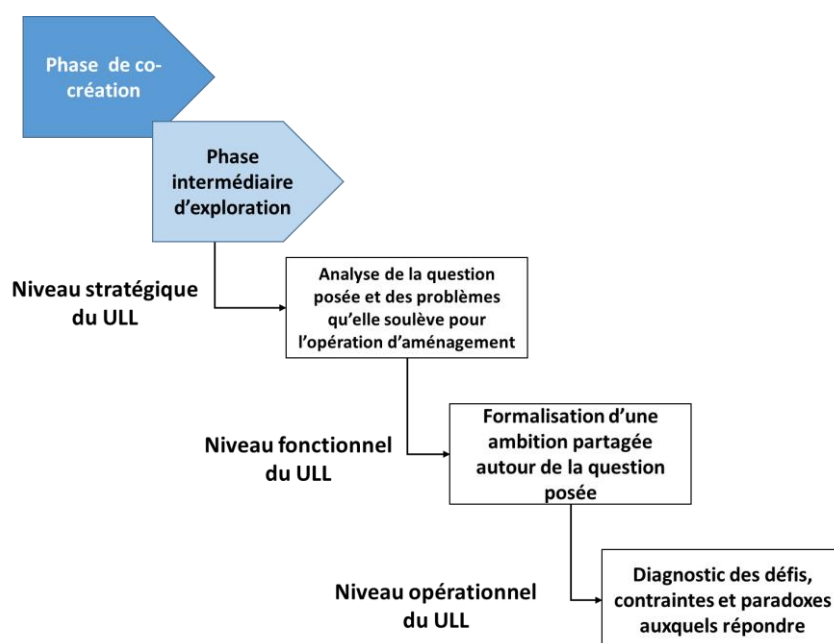 Phase de co-
création
Phase
intermédiaire
d'exploration
Niveau stratégique
du ULL
Analyse de la question
posée et des problèmes
qu'elle soulève pour
l'opération d'aménagement
Niveau fonctionnel
du ULL
Formalisation d'une
ambition partagée
autour de la question
posée
Niveau opérationnel
du ULL
Diagnostic des défis,
contraintes et paradoxes
auxquels répondre